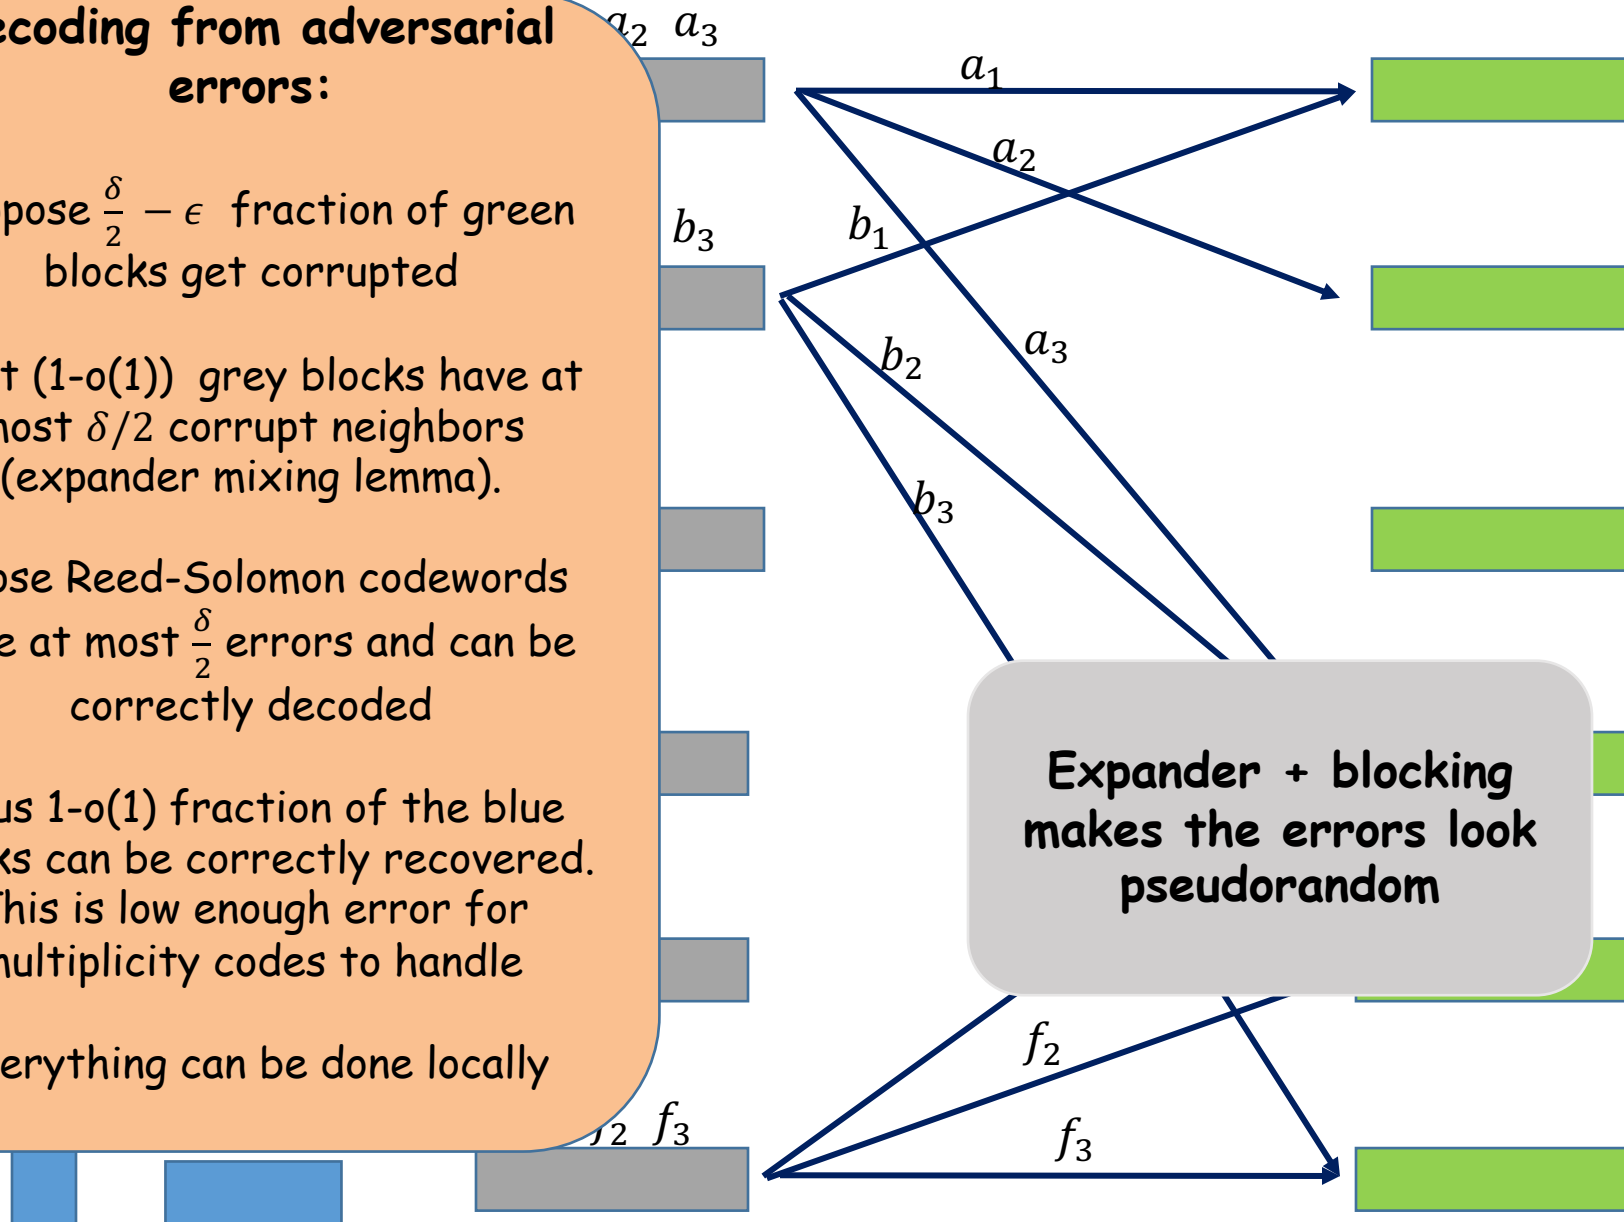 ecoding from adversarial
errors:
pose δ/2 − ϵ fraction of green
blocks get corrupted
t (1-o(1)) grey blocks have at
most δ/2 corrupt neighbors
(expander mixing lemma).
ose Reed-Solomon codewords
e at most δ/2 errors and can be
correctly decoded
us 1-o(1) fraction of the blue
ks can be correctly recovered.
This is low enough error for
multiplicity codes to handle
erything can be done locally
a₂ a₃
b₃
f₂ f₃
a₁
a₂
b₁
a₃
b₂
b₃
Expander + blocking
makes the errors look
pseudorandom
f₂
f₃